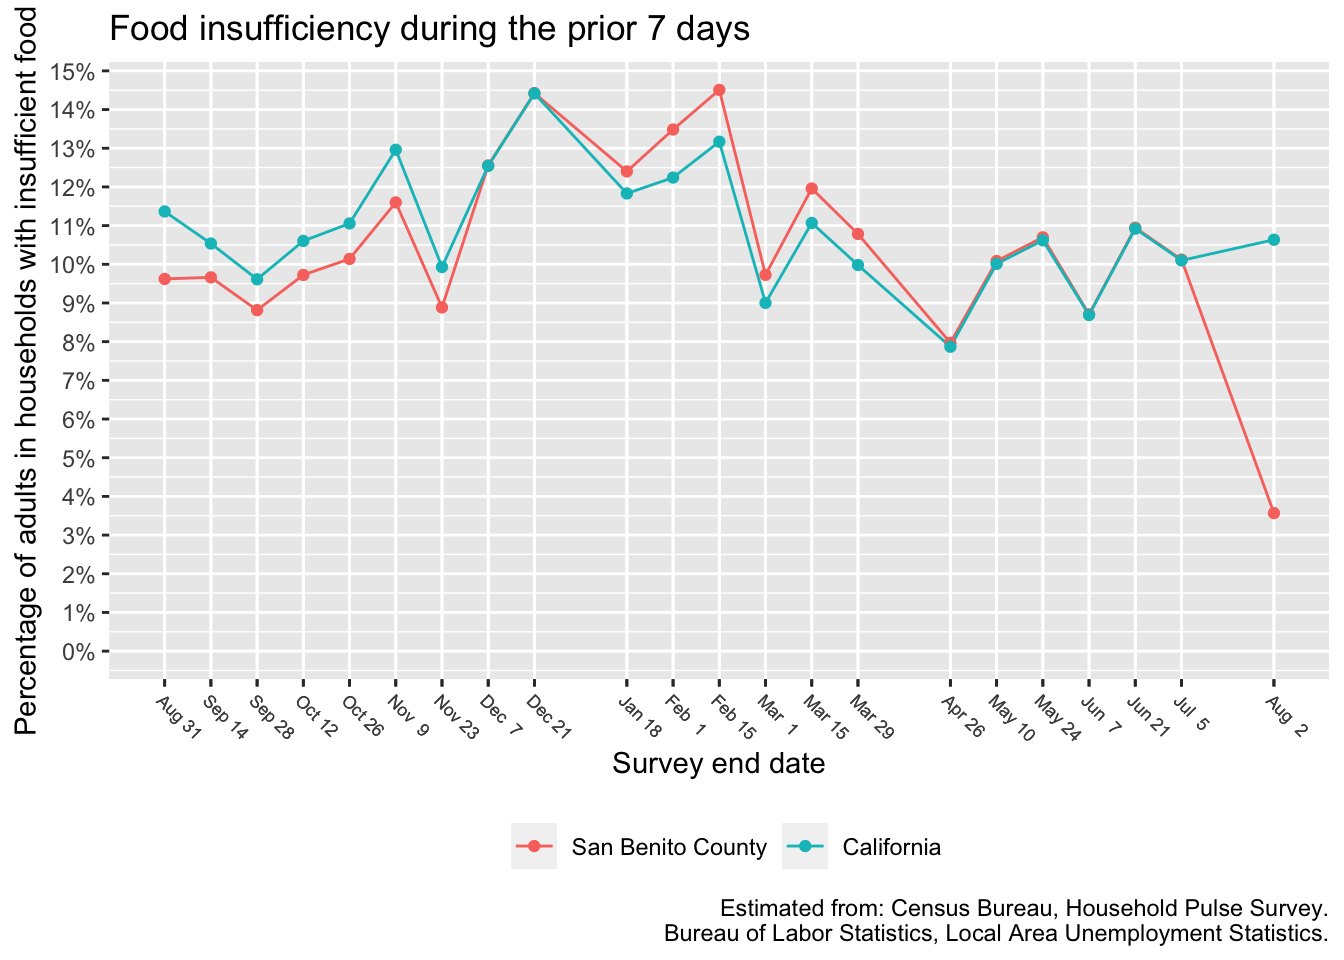 Food insufficiency during the prior 7 days
Percentage of adults in households with insufficient food
15%
14%
13%
12%
11%
10%
9%
8%
7%
6%
5%
4%
3%
2%
1%
0%
Aug 31
Sep 14
Sep 28
Oct 12
Oct 26
Nov 9
Nov 23
Dec 7
Dec 21
Jan 18
Feb 1
Feb 15
Mar 1
Mar 15
Mar 29
Apr 26
May 10
May 24
Jun 7
Jun 21
Jul 5
Aug 2
Survey end date
San Benito County
California
Estimated from: Census Bureau, Household Pulse Survey.
Bureau of Labor Statistics, Local Area Unemployment Statistics.